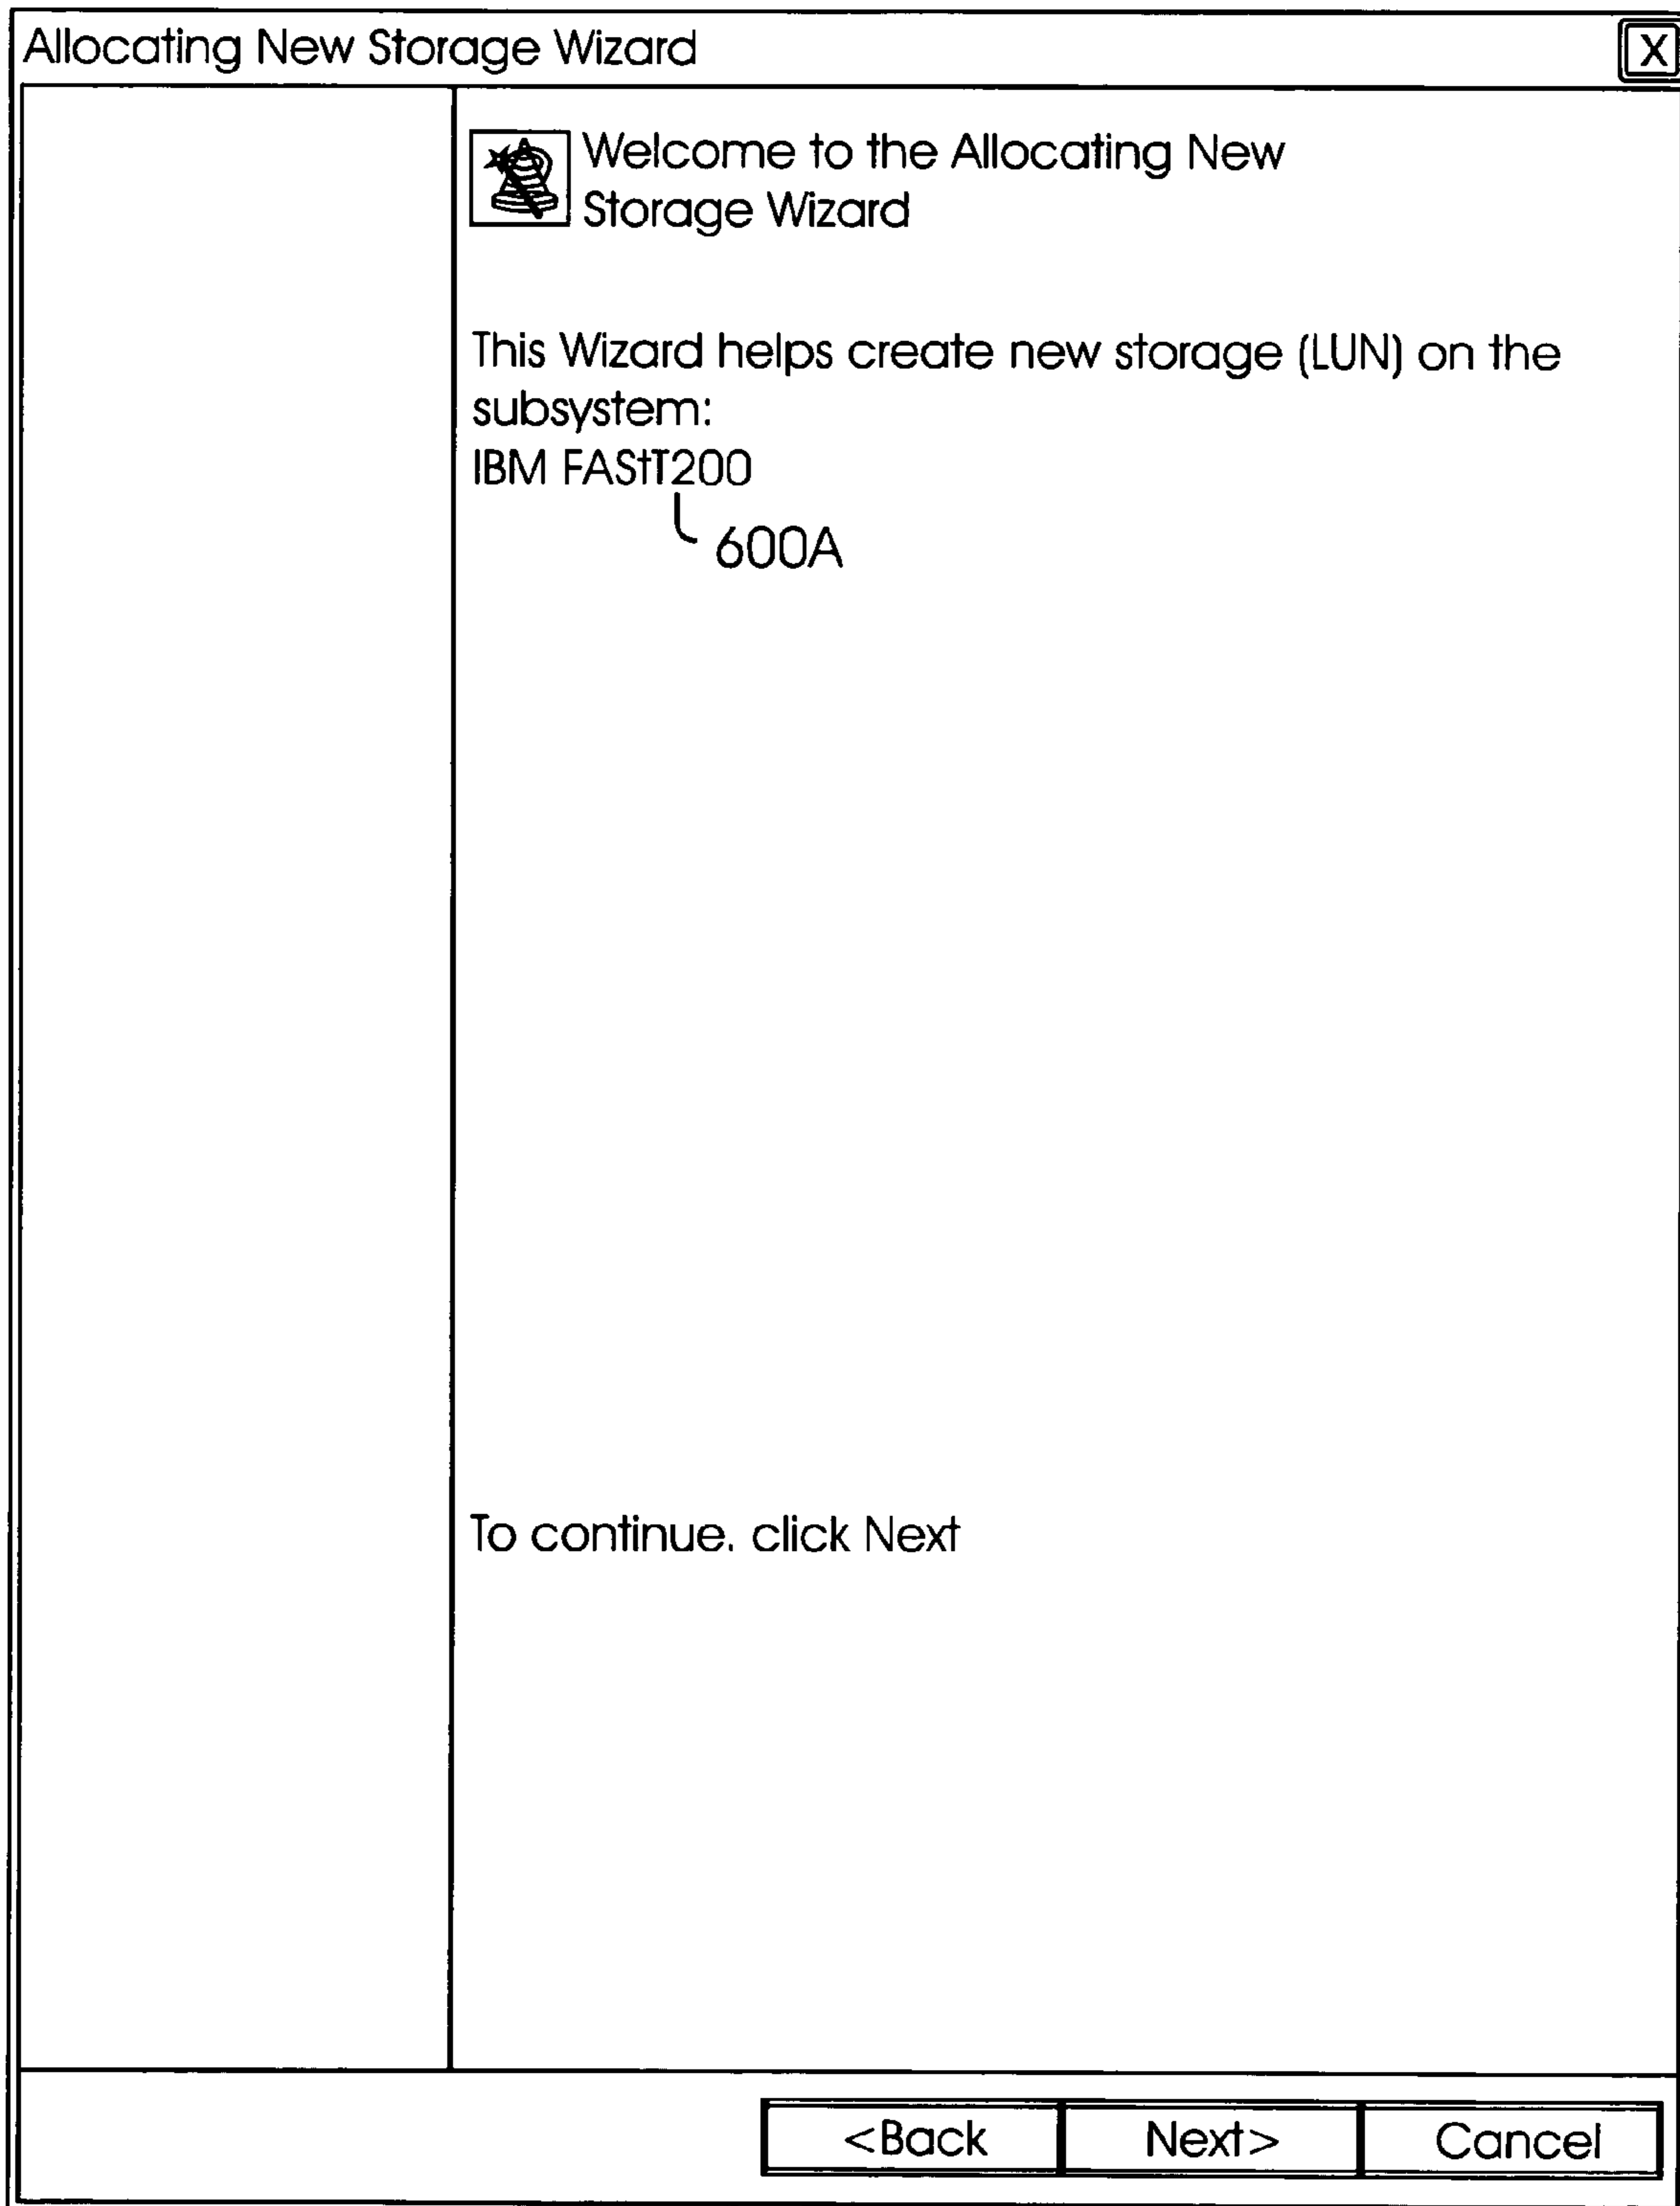 Allocating New Storage Wizard
X
Welcome to the Allocating New
Storage Wizard
This Wizard helps create new storage (LUN) on the
subsystem:
IBM FAStT200
600A
To continue. click Next
<Back
Next>
Cancel